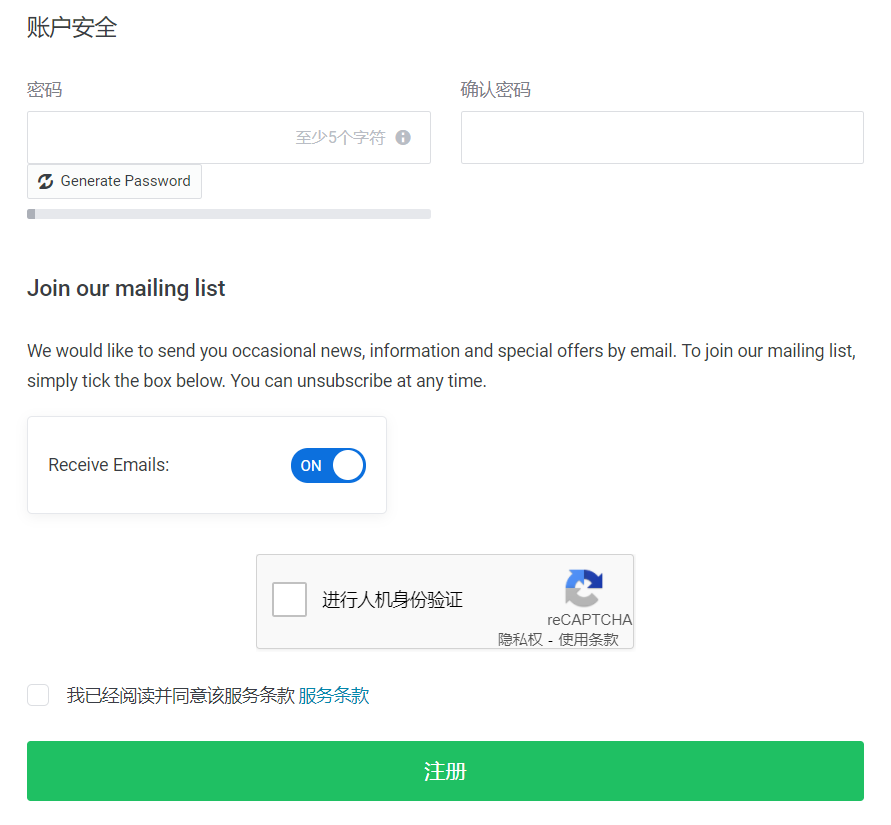 账户安全
密码
确认密码
至少5个字符
Generate Password
Join our mailing list
We would like to send you occasional news, information and special offers by email. To join our mailing list,
simply tick the box below. You can unsubscribe at any time.
Receive Emails:
ON
进行人机身份验证
reCAPTCHA
隐私权 - 使用条款
我已经阅读并同意该服务条款 服务条款
注册